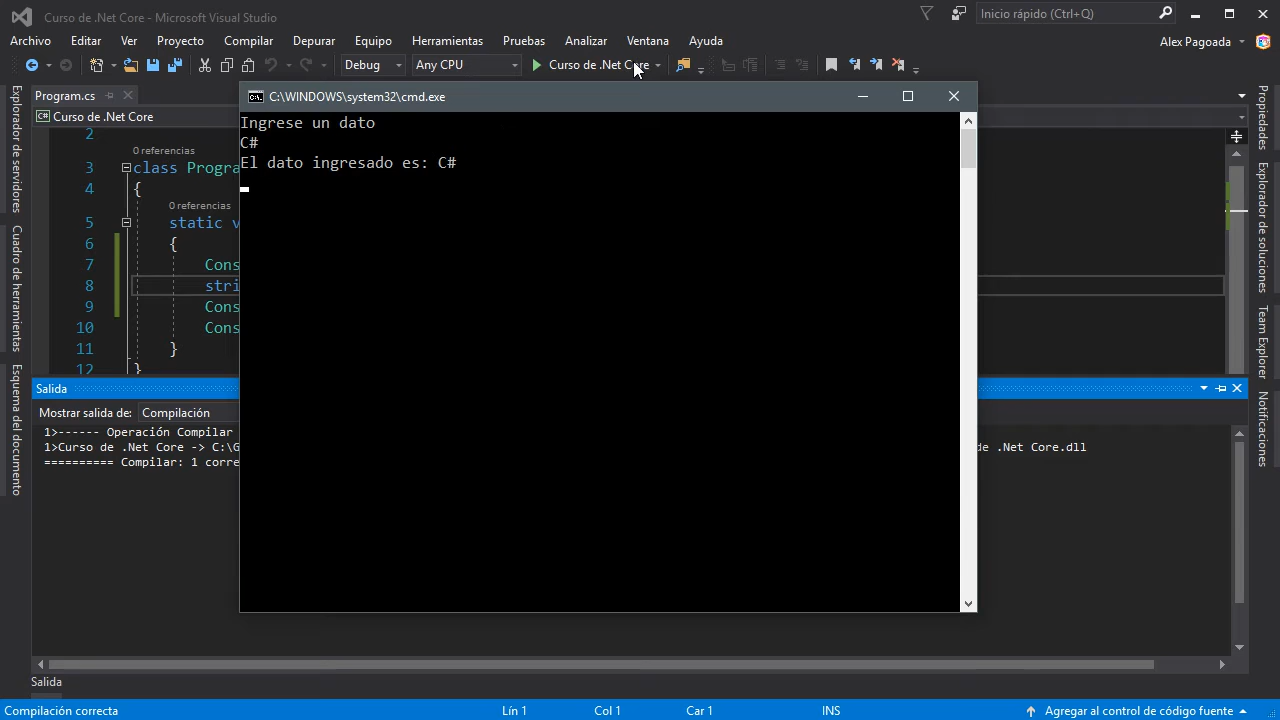 Curso de .Net Core - Microsoft Visual Studio
Inicio rápido (Ctrl+Q)
Archivo Editar Ver Proyecto Compilar Depurar Equipo Herramientas Pruebas Analizar Ventana Ayuda
Alex Pagoada
Debug Any CPU Curso de .Net Core
Program.cs
C# Curso de .Net Core
C:\WINDOWS\system32\cmd.exe
Ingrese un dato
C#
El dato ingresado es: C#
2
0 referencias
3 class Progra
4 {
0 referencias
5 static v
6 {
7 Cons
8 stri
9 Cons
10 Cons
11 }
12 }
Salida
Mostrar salida de: Compilación
1>------ Operación Compilar
1>Curso de .Net Core -> C:\G de .Net Core.dll
========== Compilar: 1 corre
Salida
Compilación correcta Lín 1 Col 1 Car 1 INS Agregar al control de código fuente
Explorador de servidores
Cuadro de herramientas
Esquema del documento
Propiedades
Explorador de soluciones
Team Explorer
Notificaciones